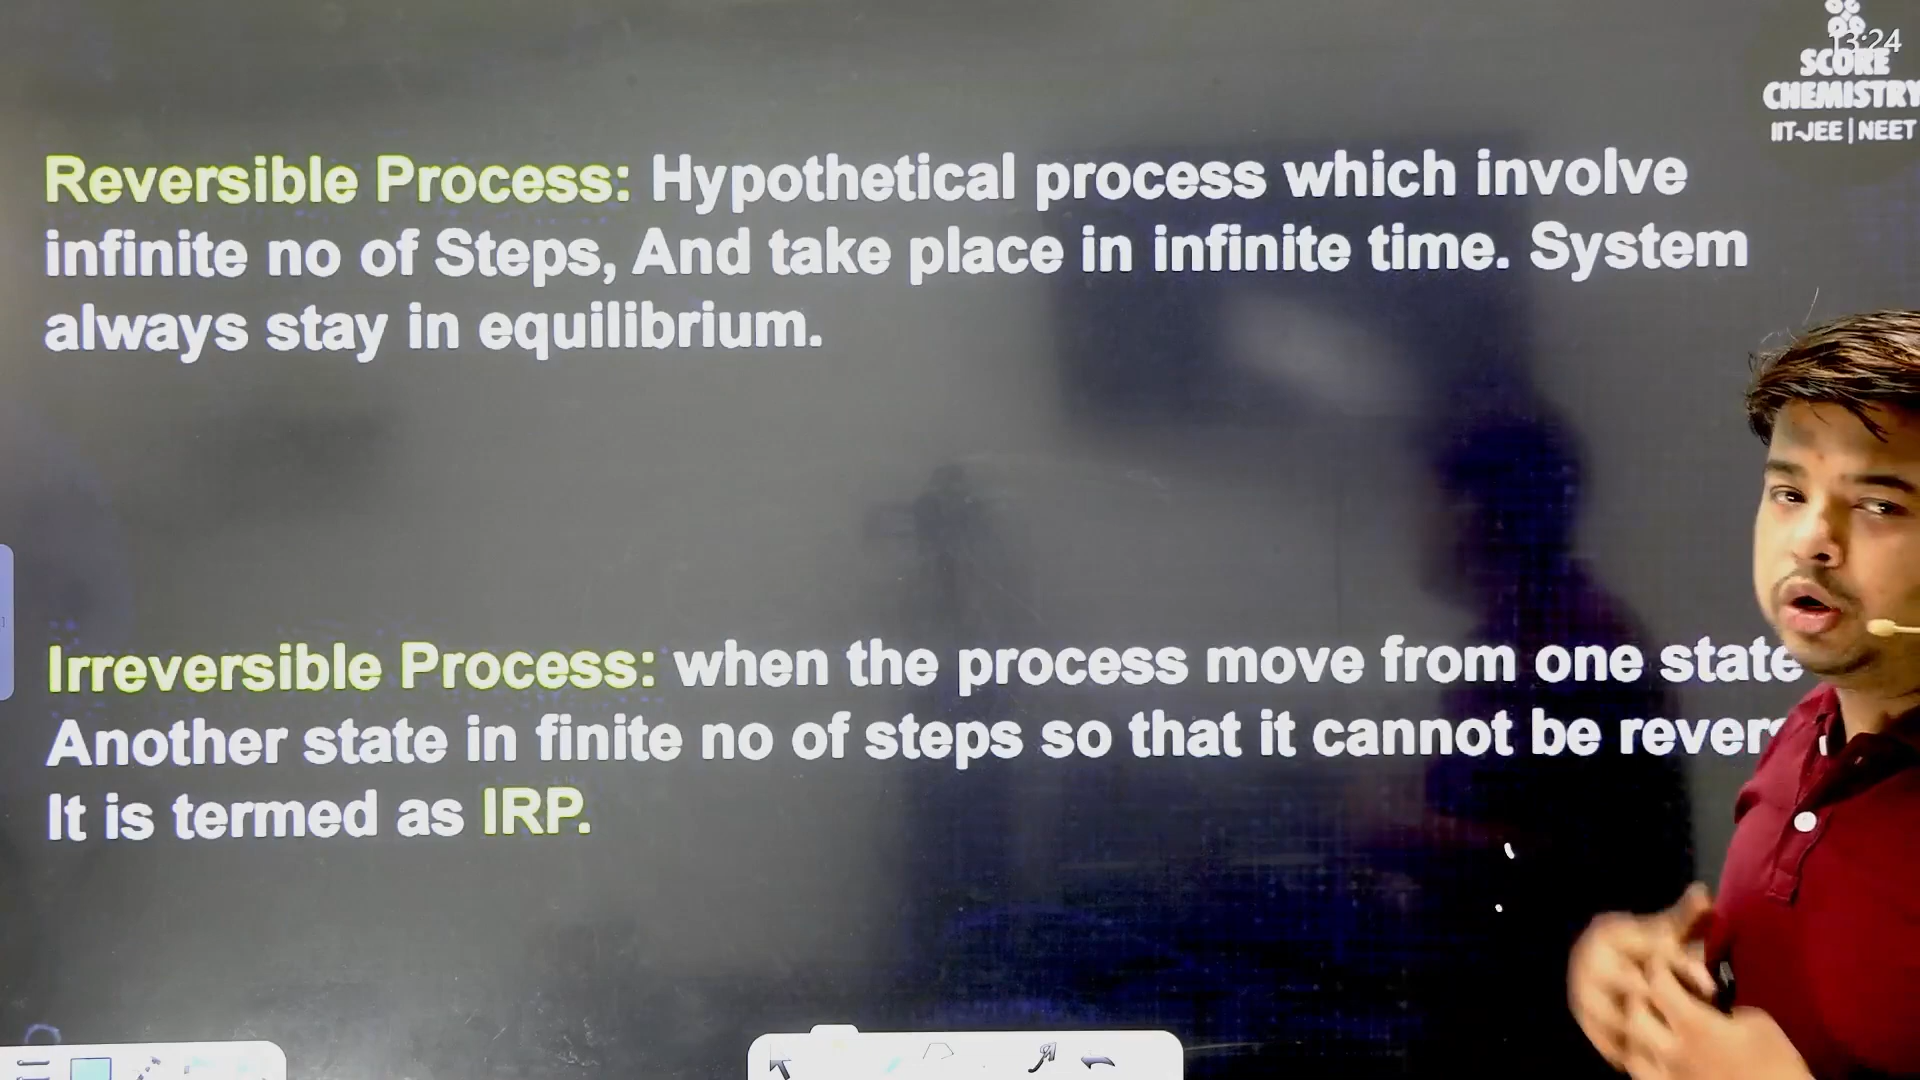 13:24
SCORE
CHEMISTRY
IIT-JEE | NEET
Reversible Process: Hypothetical process which involve
infinite no of Steps, And take place in infinite time. System
always stay in equilibrium.
Irreversible Process: when the process move from one state
Another state in finite no of steps so that it cannot be
It is termed as IRP.